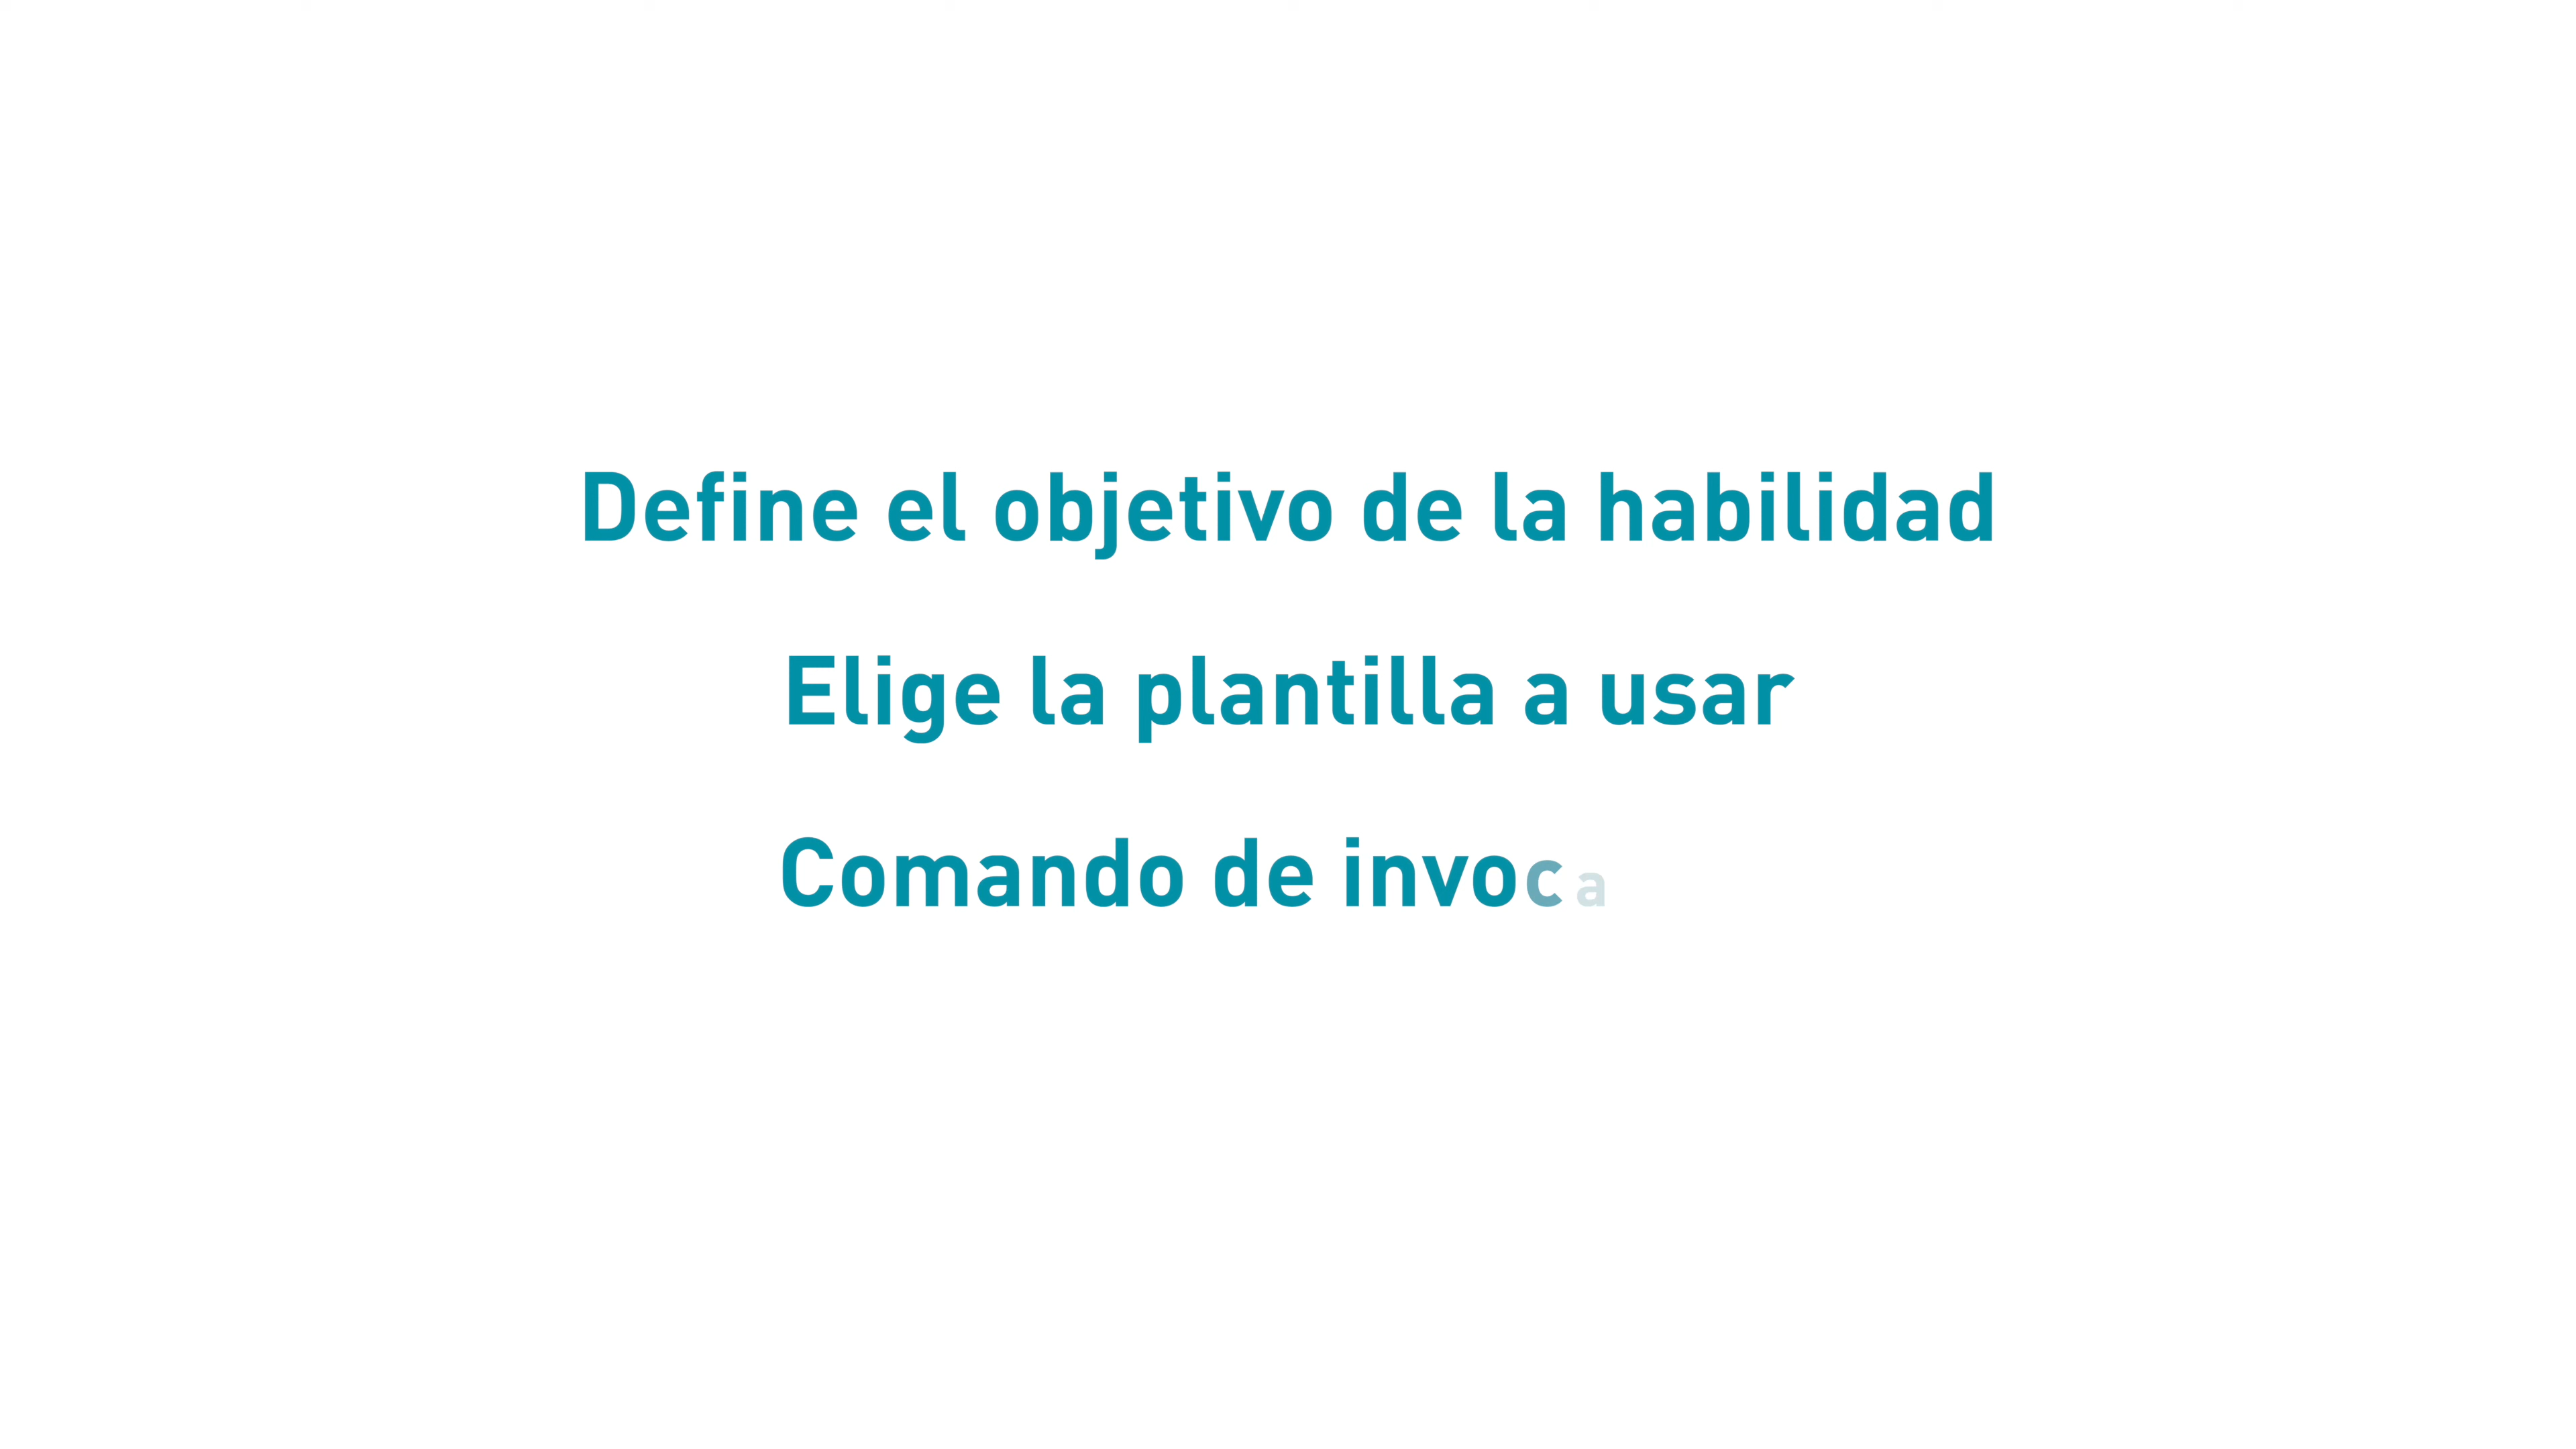 Define el objetivo de la habilidad
Elige la plantilla a usar
Comando de invoca